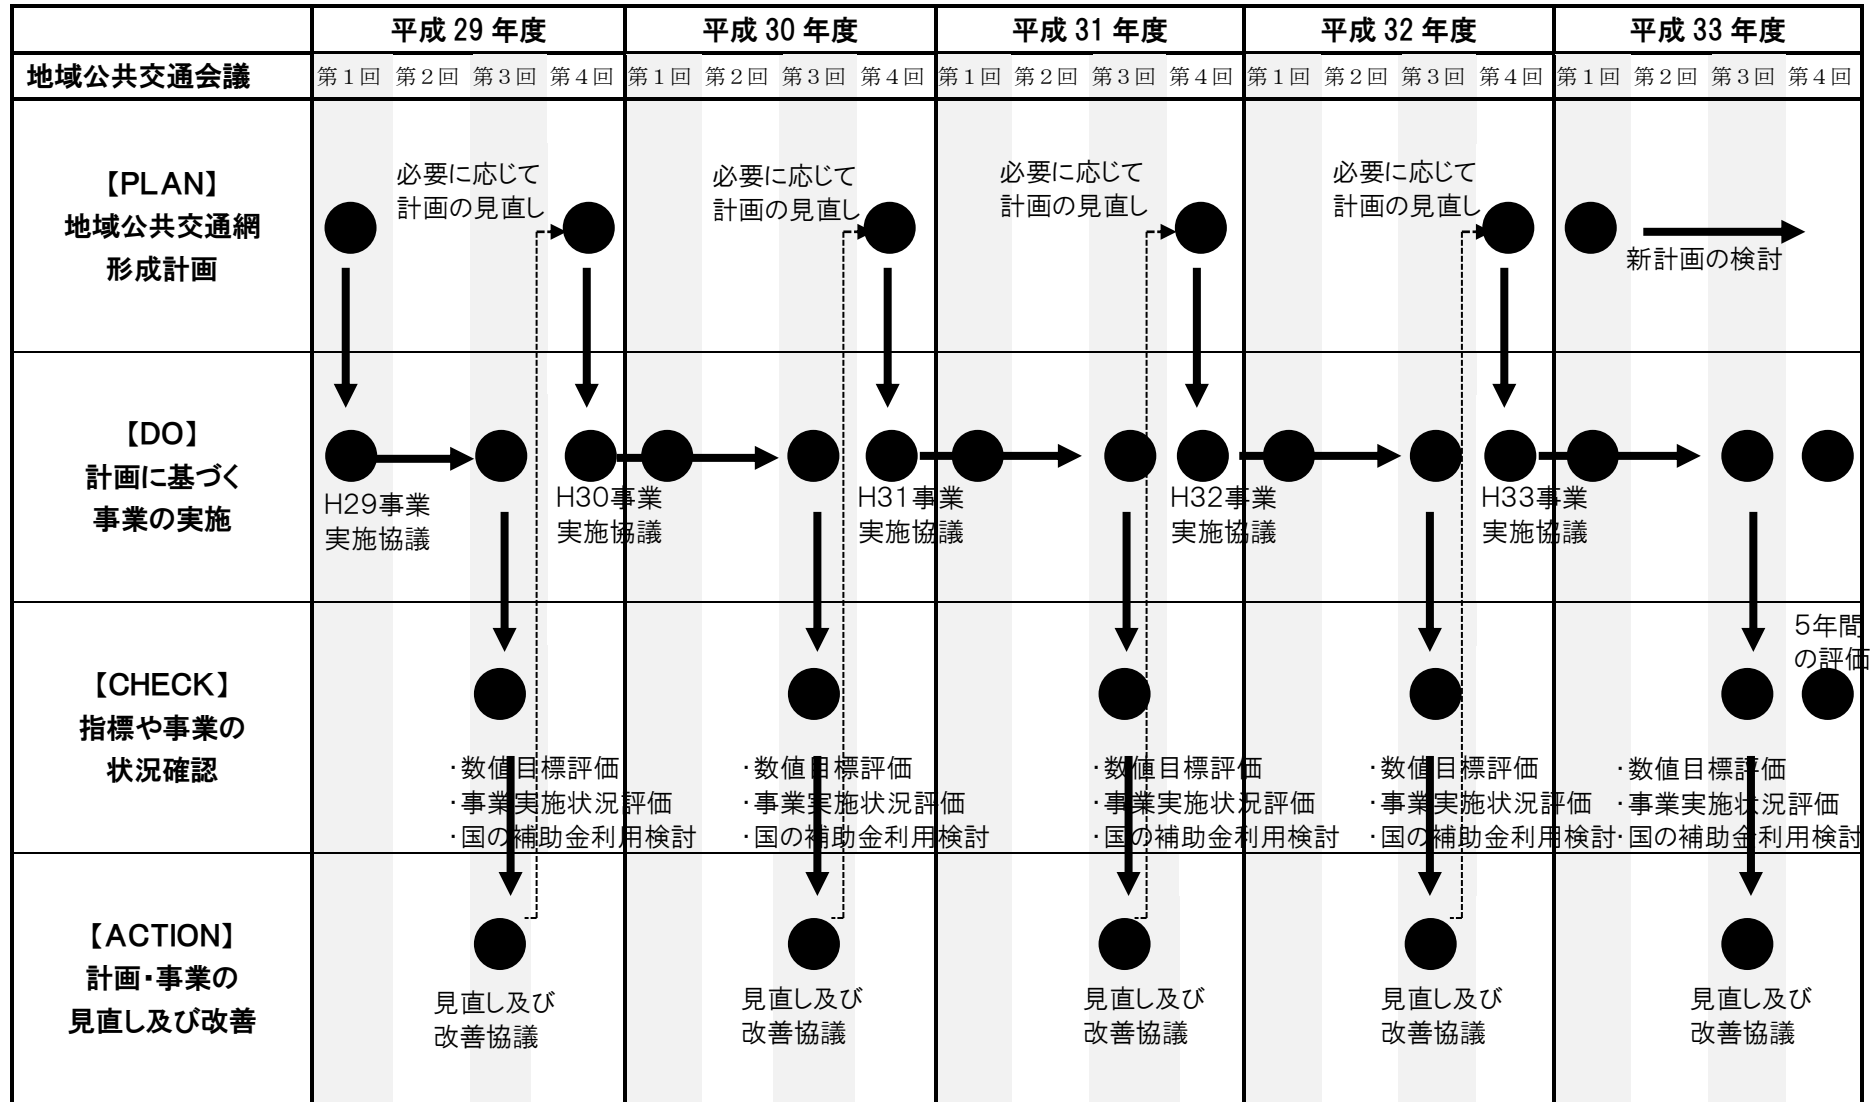 平成 29 年度 平成 30 年度 平成 31 年度 平成 32 年度 平成 33 年度
地域公共交通会議 第１回 第２回 第３回 第４回 第１回 第２回 第３回 第４回 第１回 第２回 第３回 第４回 第１回 第２回 第３回 第４回 第１回 第２回 第３回 第４回
【PLAN】
地域公共交通網
形成計画
必要に応じて
計画の見直し
必要に応じて
計画の見直し
必要に応じて
計画の見直し
必要に応じて
計画の見直し
新計画の検討
【DO】
計画に基づく
事業の実施
H29事業
実施協議
H30事業
実施協議
H31事業
実施協議
H32事業
実施協議
H33事業
実施協議
【CHECK】
指標や事業の
状況確認
5年間
の評価
・数値目標評価
・事業実施状況評価
・国の補助金利用検討
・数値目標評価
・事業実施状況評価
・国の補助金利用検討
・数値目標評価
・事業実施状況評価
・国の補助金利用検討
・数値目標評価
・事業実施状況評価
・国の補助金利用検討
・数値目標評価
・事業実施状況評価
・国の補助金利用検討
【ACTION】
計画・事業の
見直し及び改善
見直し及び
改善協議
見直し及び
改善協議
見直し及び
改善協議
見直し及び
改善協議
見直し及び
改善協議